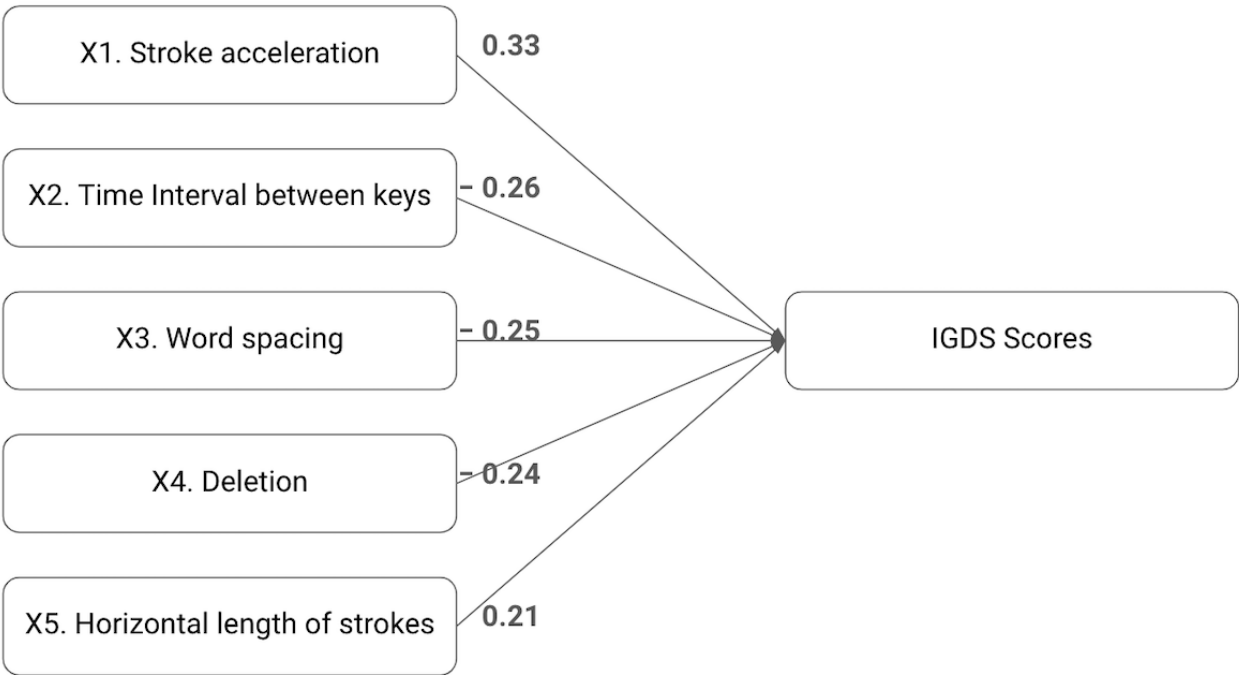 X1. Stroke acceleration
0.33
X2. Time Interval between keys
– 0.26
X3. Word spacing
– 0.25
IGDS Scores
X4. Deletion
– 0.24
X5. Horizontal length of strokes
0.21